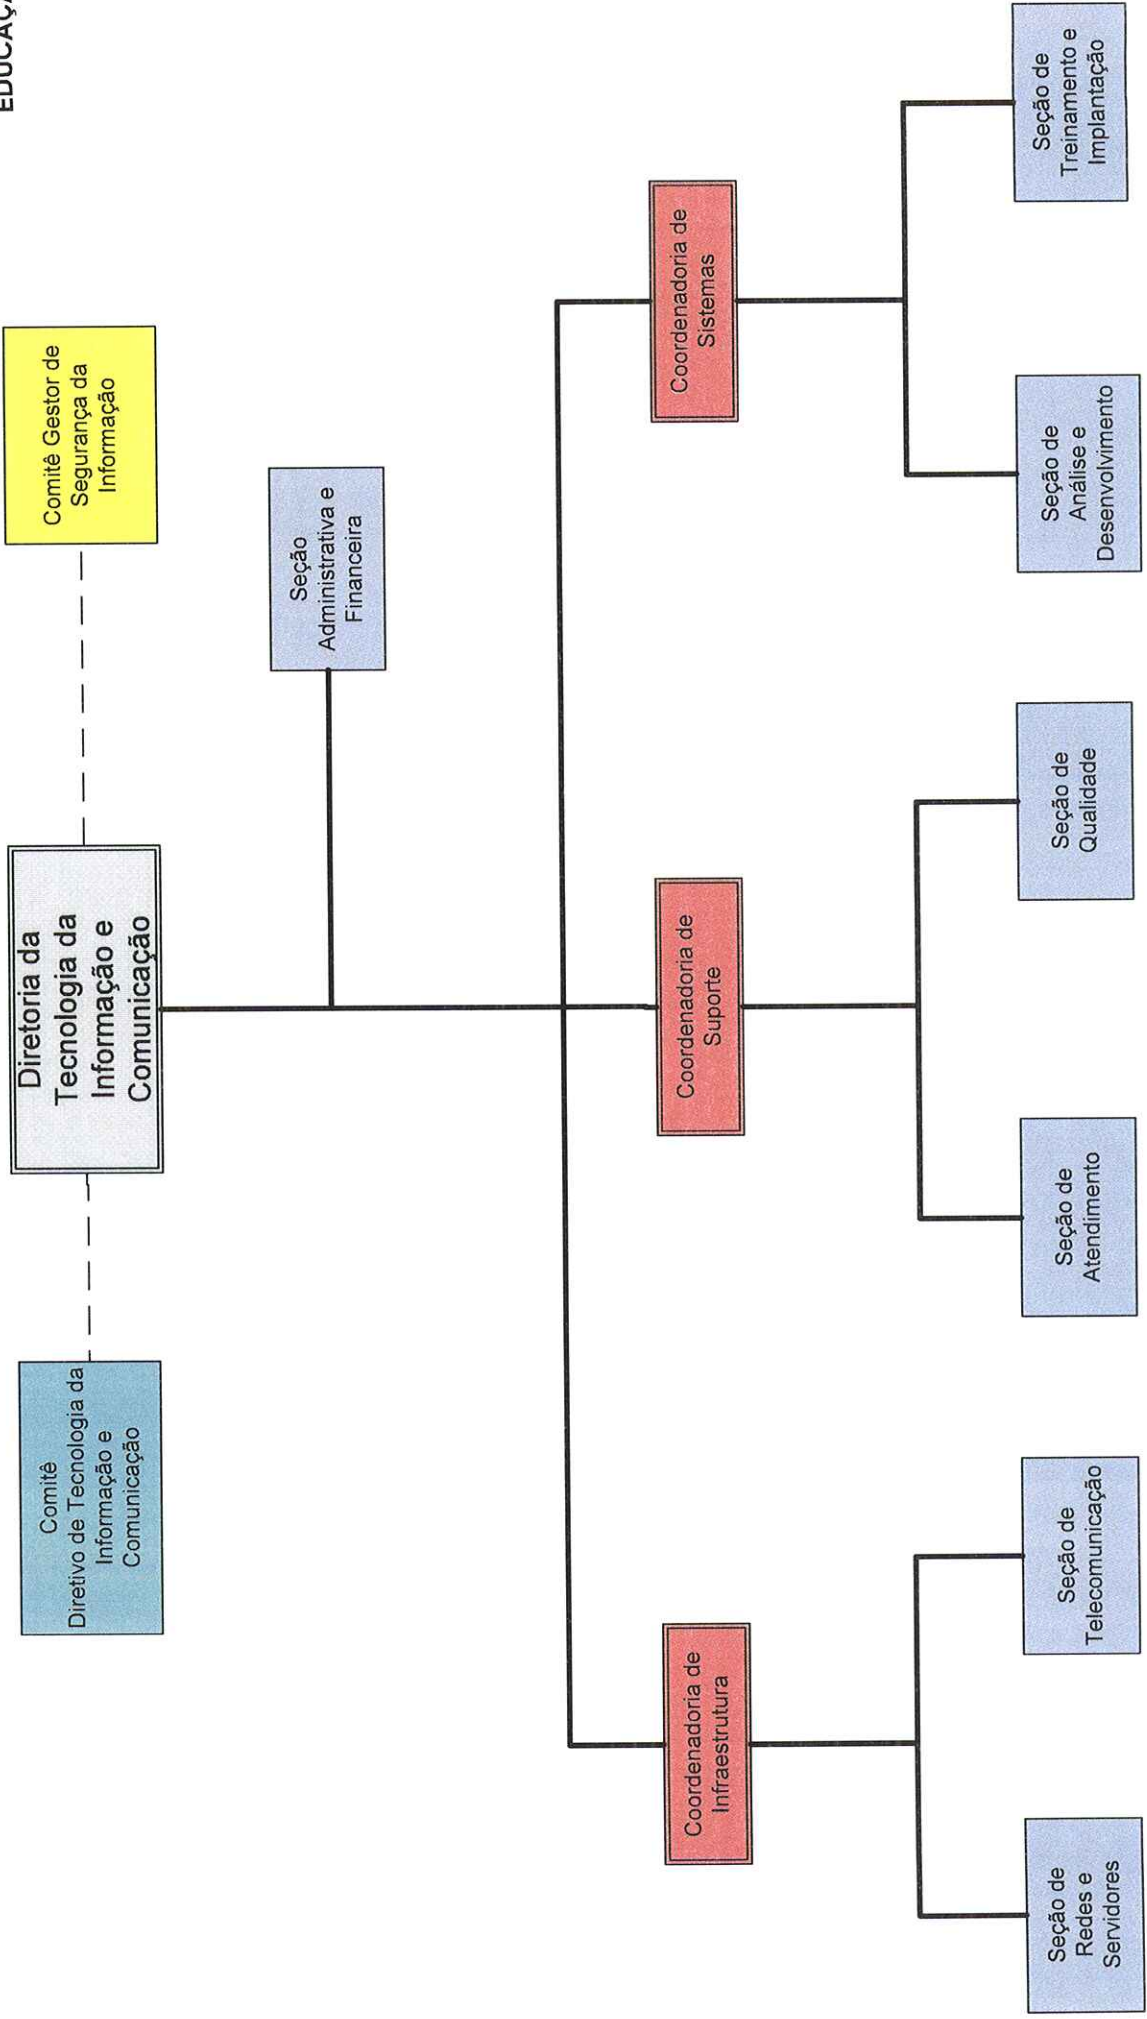 Comitê
Diretivo de Tecnologia da
Informação e
Comunicação
Diretoria da
Tecnologia da
Informação e
Comunicação
Comitê Gestor de
Segurança da
Informação
Seção
Administrativa e
Financeira
Coordenadoria de
Infraestrutura
Coordenadoria de
Suporte
Coordenadoria de
Sistemas
Seção de
Redes e
Servidores
Seção de
Telecomunicação
Seção de
Atendimento
Seção de
Qualidade
Seção de
Análise e
Desenvolvimento
Seção de
Treinamento e
Implantação